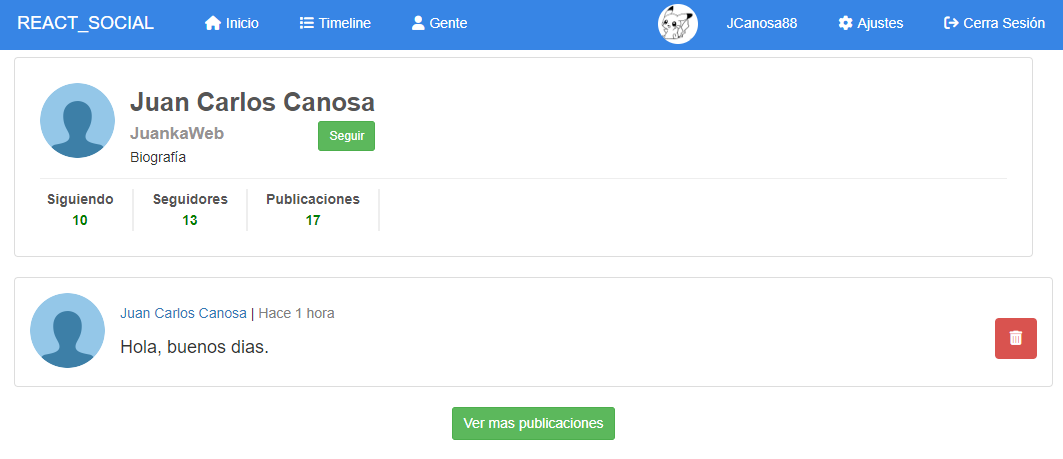 REACT_SOCIAL Inicio Timeline Gente JCanosa88 Ajustes Cerra Sesión
Juan Carlos Canosa
JuankaWeb Seguir
Biografía
Siguiendo Seguidores Publicaciones
10 13 17
Juan Carlos Canosa | Hace 1 hora
Hola, buenos dias.
Ver mas publicaciones